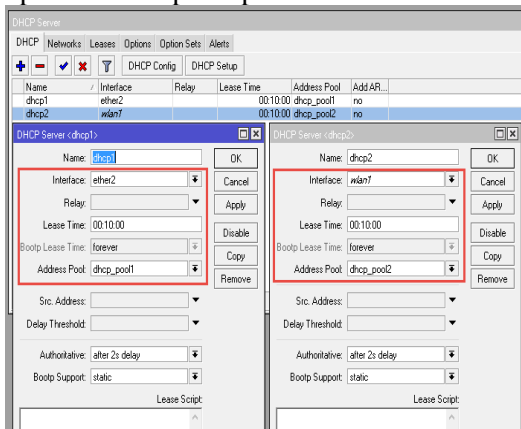 DHCP Server
DHCP Networks Leases Options Option Sets Alerts
DHCP Config DHCP Setup
Name / Interface Relay Lease Time Address Pool Add AR...
dhcp1 ether2 00:10:00 dhcp_pool1 no
dhcp2 wlan1 00:10:00 dhcp_pool2 no
DHCP Server <dhcp1>
Name: dhcp1 OK
Interface: ether2 Cancel
Relay: Apply
Lease Time: 00:10:00
Disable
Bootp Lease Time: forever
Copy
Address Pool: dhcp_pool1
Remove
Src. Address:
Delay Threshold:
Authoritative: after 2s delay
Bootp Support: static
Lease Script:
DHCP Server <dhcp2>
Name: dhcp2 OK
Interface: wlan1 Cancel
Relay: Apply
Lease Time: 00:10:00
Disable
Bootp Lease Time: forever
Copy
Address Pool: dhcp_pool2
Remove
Src. Address:
Delay Threshold:
Authoritative: after 2s delay
Bootp Support: static
Lease Script: